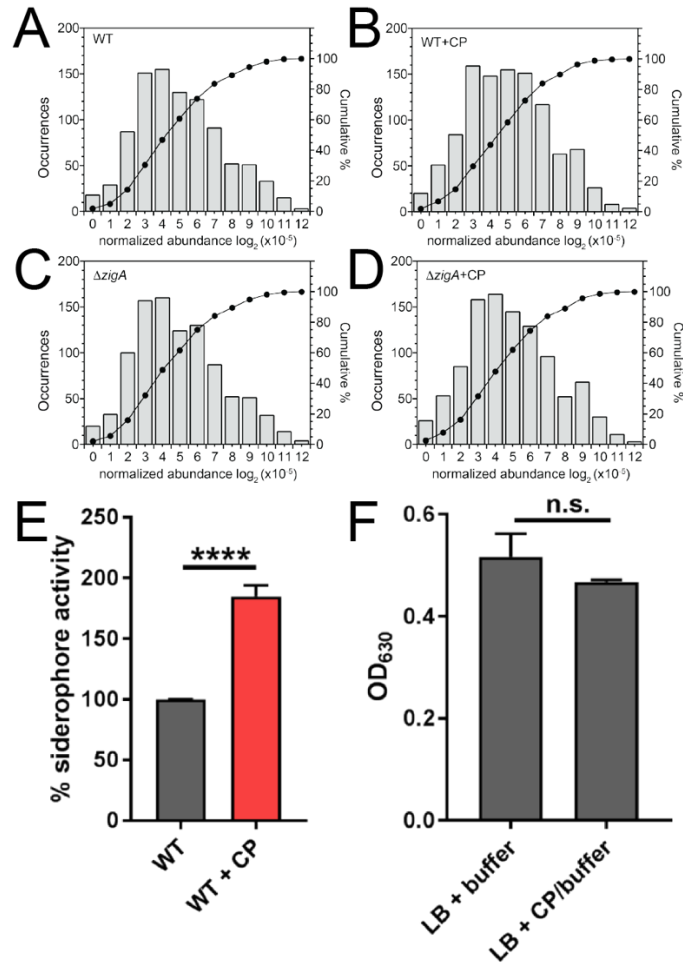 A
WT
200
150
100
50
0
Occurrences
100
80
60
40
20
0
Cumulative %
0 1 2 3 4 5 6 7 8 9 10 11 12
normalized abundance log₂ (x10⁻⁵)
B
WT+CP
200
150
100
50
0
Occurrences
100
80
60
40
20
0
Cumulative %
0 1 2 3 4 5 6 7 8 9 10 11 12
normalized abundance log₂ (x10⁻⁵)
C
ΔzigA
200
150
100
50
0
Occurrences
100
80
60
40
20
0
Cumulative %
0 1 2 3 4 5 6 7 8 9 10 11 12
normalized abundance log₂ (x10⁻⁵)
D
ΔzigA+CP
200
150
100
50
0
Occurrences
100
80
60
40
20
0
Cumulative %
0 1 2 3 4 5 6 7 8 9 10 11 12
normalized abundance log₂ (x10⁻⁵)
E
250
200
150
100
50
0
% siderophore activity
****
WT
WT + CP
F
n.s.
0.6
0.4
0.2
0.0
OD₆₃₀
LB + buffer
LB + CP/buffer